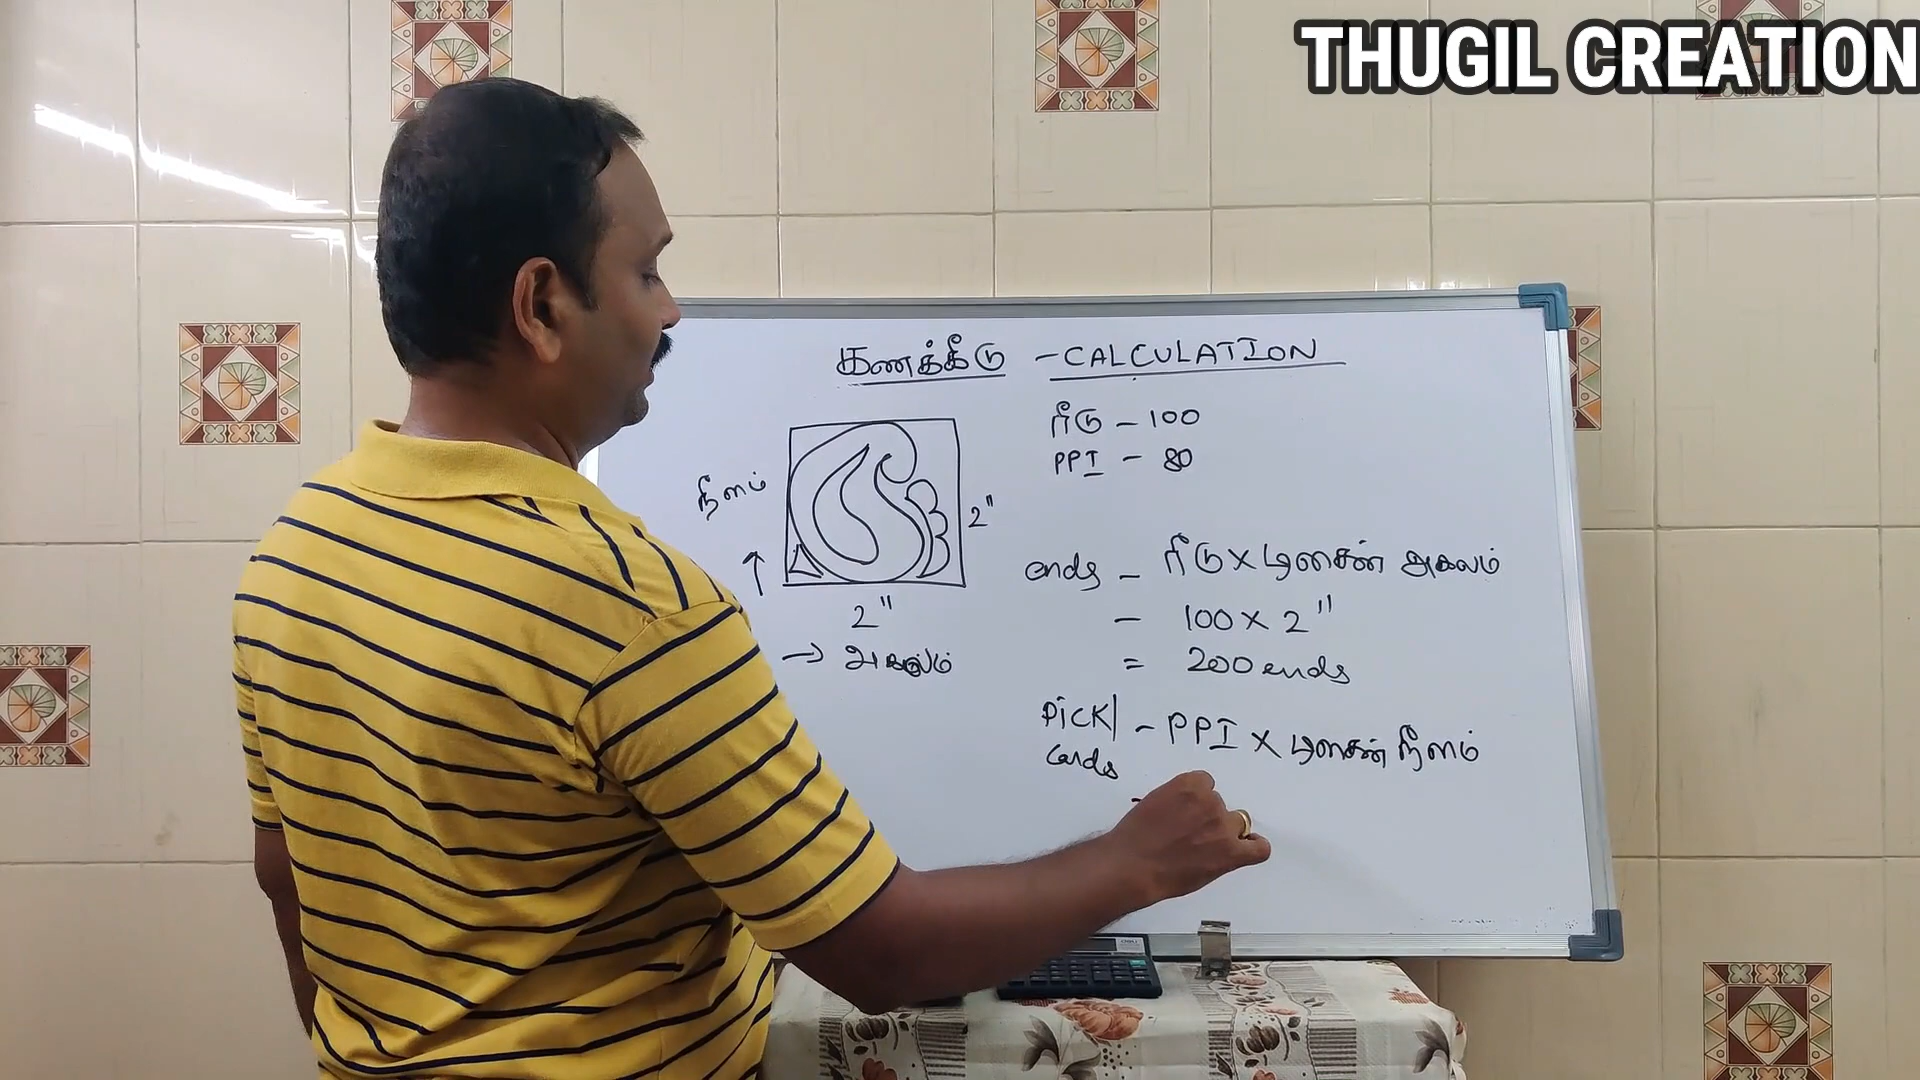 THUGIL CREATION
கணக்கீடு - CALCULATION
ரீடு - 100
PPI - 80
நீளம்
2"
2"
→ அகலம்
ends - ரீடு X டிசைன் அகலம்
- 100 X 2"
= 200 ends
PICK/
cards
- PPI X டிசைன் நீளம்